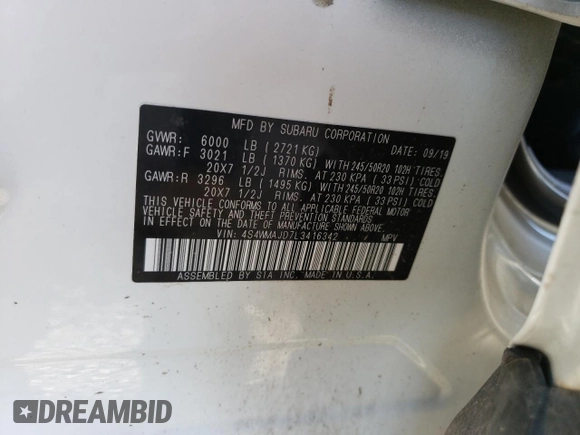 MFD BY SUBARU CORPORATION
GVWR: 6000 LB ( 2721 KG) DATE: 09/19
GAWR:F 3021 LB ( 1370 KG) WITH 245/50R20 102H TIRES,
20X7 1/2J RIMS. AT 230 KPA ( 33 PSI) COLD
GAWR:R 3296 LB ( 1495 KG) WITH 245/50R20 102H TIRES,
20X7 1/2J RIMS. AT 230 KPA ( 33 PSI) COLD
THIS VEHICLE CONFORMS TO ALL APPLICABLE FEDERAL MOTOR
VEHICLE SAFETY AND THEFT PREVENTION STANDARDS
IN EFFECT ON THE DATE OF MANUFACTURE SHOWN ABOVE.
VIN: 4S4WMAJD7L3416342 - / MPV
ASSEMBLED BY SIA INC. MADE IN U.S.A.
DREAMBID